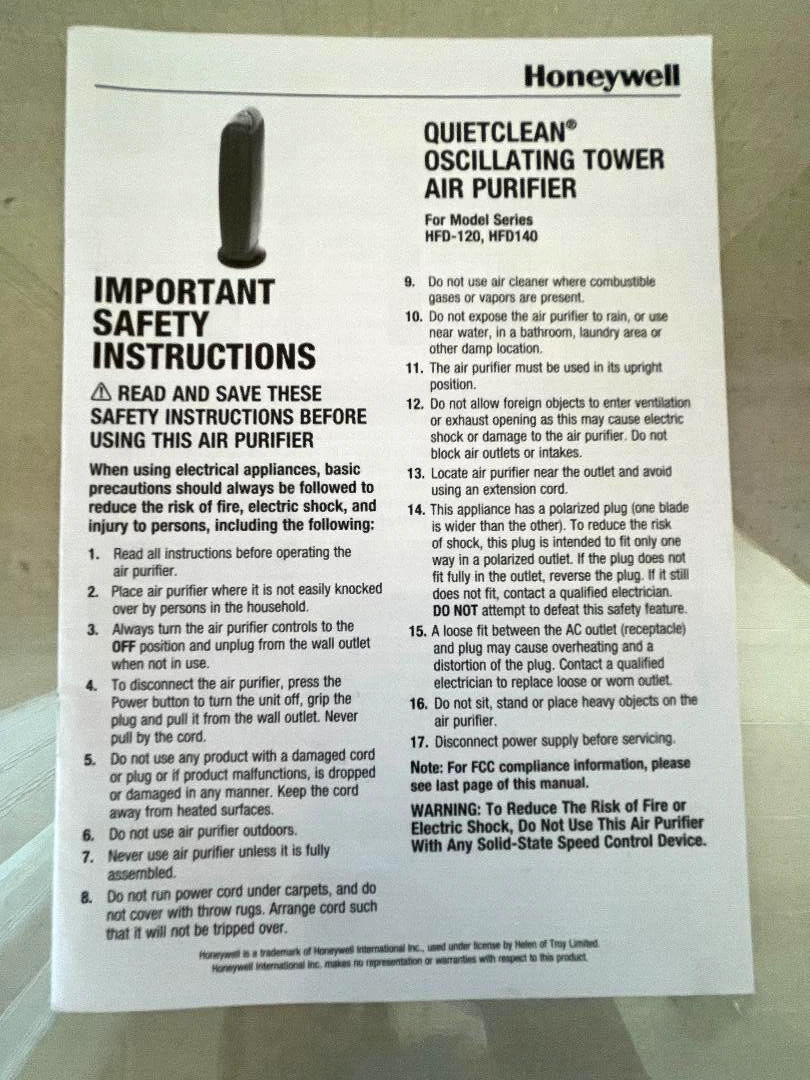 Honeywell
QUIETCLEAN®
OSCILLATING TOWER
AIR PURIFIER
For Model Series
HFD-120, HFD140
IMPORTANT
SAFETY
INSTRUCTIONS
⚠ READ AND SAVE THESE
SAFETY INSTRUCTIONS BEFORE
USING THIS AIR PURIFIER
When using electrical appliances, basic
precautions should always be followed to
reduce the risk of fire, electric shock, and
injury to persons, including the following:
1. Read all instructions before operating the
air purifier.
2. Place air purifier where it is not easily knocked
over by persons in the household.
3. Always turn the air purifier controls to the
OFF position and unplug from the wall outlet
when not in use.
4. To disconnect the air purifier, press the
Power button to turn the unit off, grip the
plug and pull it from the wall outlet. Never
pull by the cord.
5. Do not use any product with a damaged cord
or plug or if product malfunctions, is dropped
or damaged in any manner. Keep the cord
away from heated surfaces.
6. Do not use air purifier outdoors.
7. Never use air purifier unless it is fully
assembled.
8. Do not run power cord under carpets, and do
not cover with throw rugs. Arrange cord such
that it will not be tripped over.
9. Do not use air cleaner where combustible
gases or vapors are present.
10. Do not expose the air purifier to rain, or use
near water, in a bathroom, laundry area or
other damp location.
11. The air purifier must be used in its upright
position.
12. Do not allow foreign objects to enter ventilation
or exhaust opening as this may cause electric
shock or damage to the air purifier. Do not
block air outlets or intakes.
13. Locate air purifier near the outlet and avoid
using an extension cord.
14. This appliance has a polarized plug (one blade
is wider than the other). To reduce the risk
of shock, this plug is intended to fit only one
way in a polarized outlet. If the plug does not
fit fully in the outlet, reverse the plug. If it still
does not fit, contact a qualified electrician.
DO NOT attempt to defeat this safety feature.
15. A loose fit between the AC outlet (receptacle)
and plug may cause overheating and a
distortion of the plug. Contact a qualified
electrician to replace loose or worn outlet.
16. Do not sit, stand or place heavy objects on the
air purifier.
17. Disconnect power supply before servicing.
Note: For FCC compliance information, please
see last page of this manual.
WARNING: To Reduce The Risk of Fire or
Electric Shock, Do Not Use This Air Purifier
With Any Solid-State Speed Control Device.
Honeywell is a trademark of Honeywell International Inc., used under license by Helen of Troy Limited.
Honeywell International Inc. makes no representation or warranties with respect to this product.